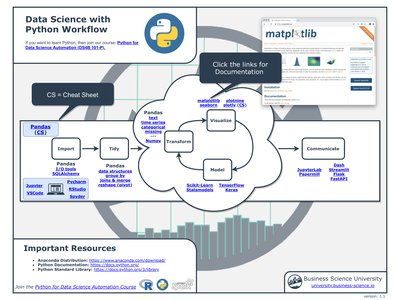 Data Science with
Python Workflow
If you want to learn Python, then join our course: Python for
Data Science Automation (DS4B 101-P).
matplotlib
Click the links for
Documentation
CS = Cheat Sheet
Pandas
(CS)
Import
Pandas
I/O tools
SQLAlchemy
Jupyter
VSCode
Pycharm
RStudio
Spyder
Tidy
Pandas
data structures
group by
joins & merge
reshape (pivot)
Pandas
text
time series
categorical
missing
Numpy
Transform
matplotlib
seaborn
plotnine
plotly (CS)
Visualize
Model
Scikit-Learn
Statsmodels
TensorFlow
Keras
Communicate
JupyterLab
Papermill
Dash
Streamlit
Flask
FastAPI
Installation
Documentation
Important Resources
Anaconda Distribution: https://www.anaconda.com/download/
Python Documentation: https://docs.python.org/
Python Standard Library: https://docs.python.org/3/library
Join the Python for Data Science Automation Course
Business Science University
university.business-science.io
version: 1.1